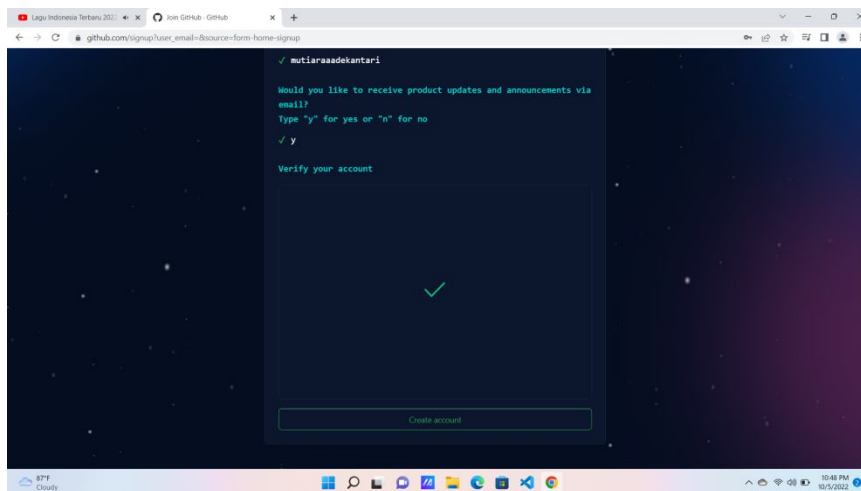 Lagu Indonesia Terbaru 202
Join GitHub · GitHub
github.com/signup?user_email=&source=form-home-signup
mutiaraaadekantari
Would you like to receive product updates and announcements via
email?
Type "y" for yes or "n" for no
y
Verify your account
Create account
87°F
Cloudy
10:48 PM
10/5/2022